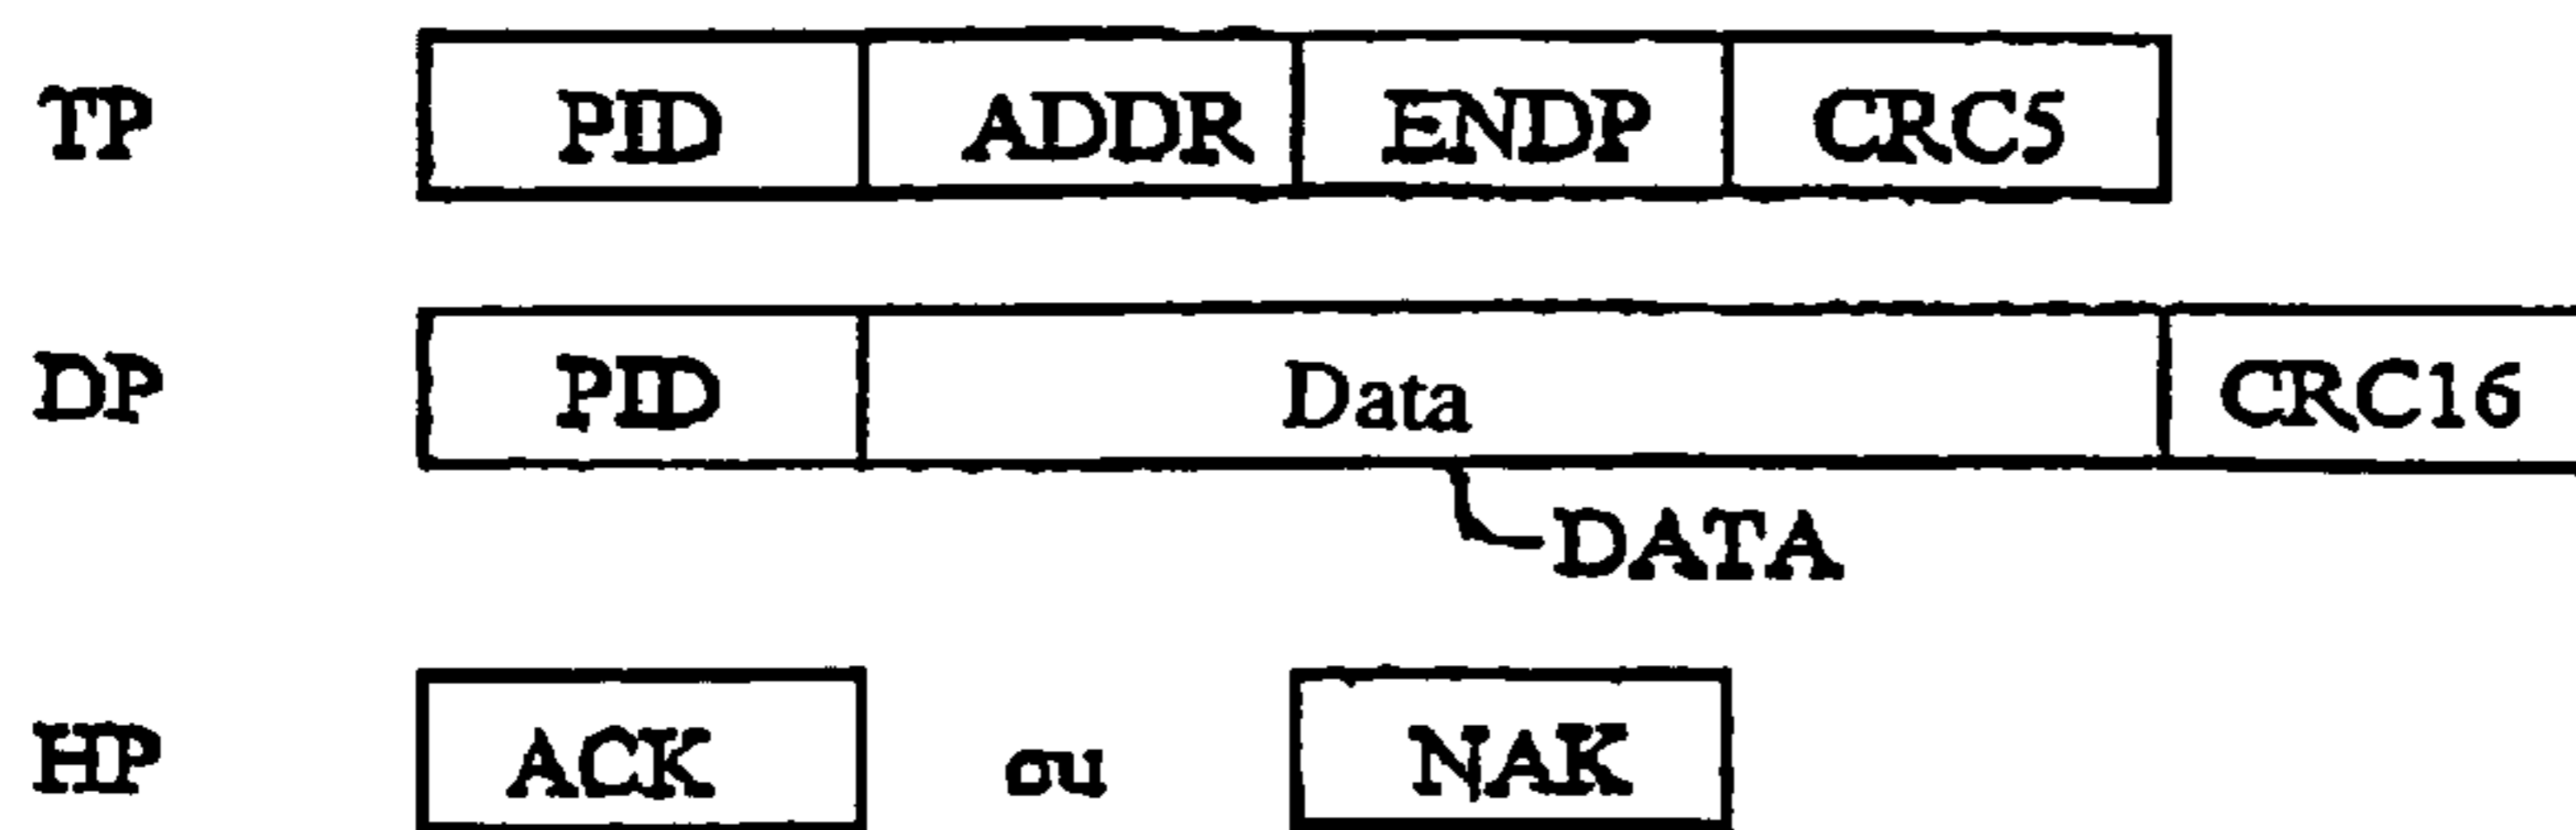 TP PID ADDR ENDP CRC5
DP PID Data CRC16
DATA
HP ACK ou NAK